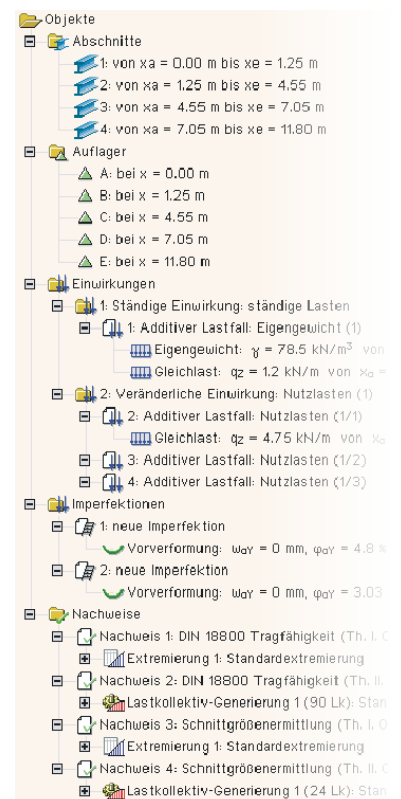 Objekte
Abschnitte
1: von xa = 0.00 m bis xe = 1.25 m
2: von xa = 1.25 m bis xe = 4.55 m
3: von xa = 4.55 m bis xe = 7.05 m
4: von xa = 7.05 m bis xe = 11.80 m
Auflager
A: bei x = 0.00 m
B: bei x = 1.25 m
C: bei x = 4.55 m
D: bei x = 7.05 m
E: bei x = 11.80 m
Einwirkungen
1: Ständige Einwirkung: ständige Lasten
1: Additiver Lastfall: Eigengewicht (1)
Eigengewicht: γ = 78.5 kN/m³ von
Gleichlast: qz = 1.2 kN/m von xa =
2: Veränderliche Einwirkung: Nutzlasten (1)
2: Additiver Lastfall: Nutzlasten (1/1)
Gleichlast: qz = 4.75 kN/m von xa
3: Additiver Lastfall: Nutzlasten (1/2)
4: Additiver Lastfall: Nutzlasten (1/3)
Imperfektionen
1: neue Imperfektion
Vorverformung: wav = 0 mm, φav = 4.8 %
2: neue Imperfektion
Vorverformung: wav = 0 mm, φav = 3.03
Nachweise
Nachweis 1: DIN 18800 Tragfähigkeit (Th. I. O
Extremierung 1: Standardextremierung
Nachweis 2: DIN 18800 Tragfähigkeit (Th. II.
Lastkollektiv-Generierung 1 (90 Lk): Stan
Nachweis 3: Schnittgrößenermittlung (Th. I. O
Extremierung 1: Standardextremierung
Nachweis 4: Schnittgrößenermittlung (Th. II. O
Lastkollektiv-Generierung 1 (24 Lk): Stan